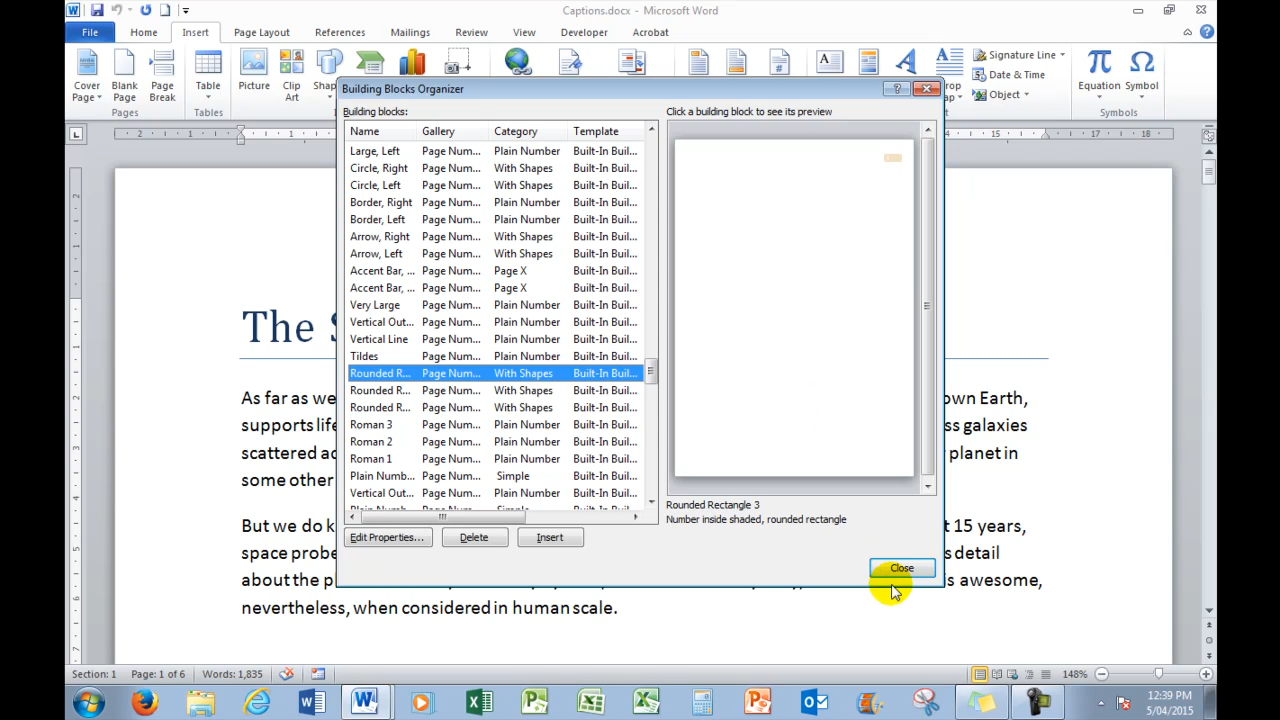 Captions.docx - Microsoft Word
File Home Insert Page Layout References Mailings Review View Developer Acrobat
Cover Page Blank Page Page Break Table Picture Clip Art Equation Symbol
Signature Line
Date & Time
Object
Pages Tables Symbols
2 1 1 15 17 18
Building Blocks Organizer
Building blocks: Click a building block to see its preview
Name Gallery Category Template
Large, Left Page Num... Plain Number Built-In Buil...
Circle, Right Page Num... With Shapes Built-In Buil...
Circle, Left Page Num... With Shapes Built-In Buil...
Border, Right Page Num... Plain Number Built-In Buil...
Border, Left Page Num... Plain Number Built-In Buil...
Arrow, Right Page Num... With Shapes Built-In Buil...
Arrow, Left Page Num... With Shapes Built-In Buil...
Accent Bar, ... Page Num... Page X Built-In Buil...
Accent Bar, ... Page Num... Page X Built-In Buil...
Very Large Page Num... Plain Number Built-In Buil...
Vertical Out... Page Num... Plain Number Built-In Buil...
Vertical Line Page Num... Plain Number Built-In Buil...
Tildes Page Num... Plain Number Built-In Buil...
Rounded R... Page Num... With Shapes Built-In Buil...
Rounded R... Page Num... With Shapes Built-In Buil...
Rounded R... Page Num... With Shapes Built-In Buil...
Roman 3 Page Num... Plain Number Built-In Buil...
Roman 2 Page Num... Plain Number Built-In Buil...
Roman 1 Page Num... Plain Number Built-In Buil...
Plain Numb... Page Num... Simple Built-In Buil...
Vertical Out... Page Num... Plain Number Built-In Buil...
Rounded Rectangle 3
Number inside shaded, rounded rectangle
Edit Properties... Delete Insert
Close
The S
As far as we own Earth,
supports life ss galaxies
scattered ac planet in
some other
But we do k t 15 years,
space probe s detail
about the p is awesome,
nevertheless, when considered in human scale.
Section: 1 Page: 1 of 6 Words: 1,835 148%
12:39 PM
5/04/2015